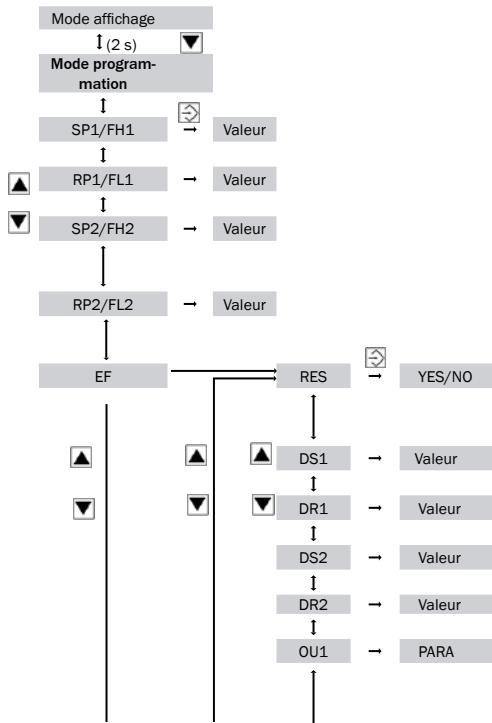 Mode affichage
(2 s)
Mode program-
mation
SP1/FH1 Valeur
RP1/FL1 Valeur
SP2/FH2 Valeur
RP2/FL2 Valeur
EF RES YES/NO
DS1 Valeur
DR1 Valeur
DS2 Valeur
DR2 Valeur
OU1 PARA